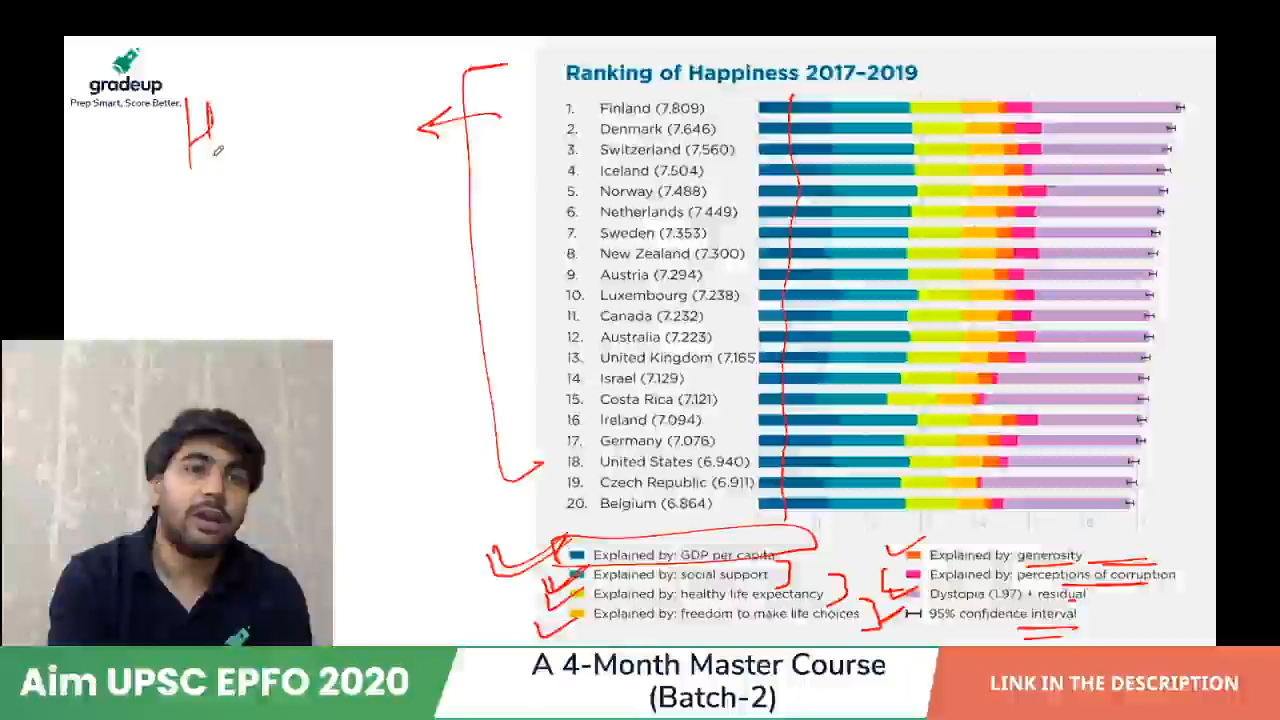 gradeup
Prep Smart, Score Better.
H
Ranking of Happiness 2017–2019
1. Finland (7.809)
2. Denmark (7.646)
3. Switzerland (7.560)
4. Iceland (7.504)
5. Norway (7.488)
6. Netherlands (7.449)
7. Sweden (7.353)
8. New Zealand (7.300)
9. Austria (7.294)
10. Luxembourg (7.238)
11. Canada (7.232)
12. Australia (7.223)
13. United Kingdom (7.165
14. Israel (7.129)
15. Costa Rica (7.121)
16. Ireland (7.094)
17. Germany (7.076)
18. United States (6.940)
19. Czech Republic (6.911)
20. Belgium (6.864)
Explained by: GDP per capita
Explained by: social support
Explained by: healthy life expectancy
Explained by: freedom to make life choices
Explained by: generosity
Explained by: perceptions of corruption
Dystopia (1.97) + residual
95% confidence interval
Aim UPSC EPFO 2020
A 4-Month Master Course
(Batch-2)
LINK IN THE DESCRIPTION